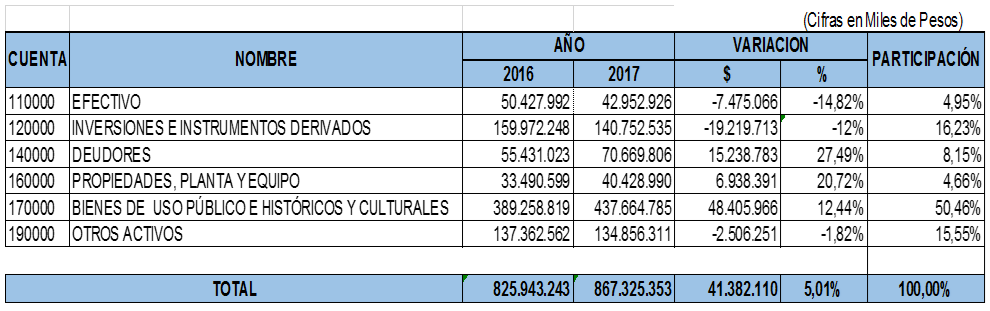 (Cifras en Miles de Pesos)
CUENTA NOMBRE AÑO VARIACION PARTICIPACIÓN
2016 2017 $ %
110000 EFECTIVO 50.427.992 42.952.926 -7.475.066 -14,82% 4,95%
120000 INVERSIONES E INSTRUMENTOS DERIVADOS 159.972.248 140.752.535 -19.219.713 -12% 16,23%
140000 DEUDORES 55.431.023 70.669.806 15.238.783 27,49% 8,15%
160000 PROPIEDADES, PLANTA Y EQUIPO 33.490.599 40.428.990 6.938.391 20,72% 4,66%
170000 BIENES DE USO PÚBLICO E HISTÓRICOS Y CULTURALES 389.258.819 437.664.785 48.405.966 12,44% 50,46%
190000 OTROS ACTIVOS 137.362.562 134.856.311 -2.506.251 -1,82% 15,55%
TOTAL 825.943.243 867.325.353 41.382.110 5,01% 100,00%